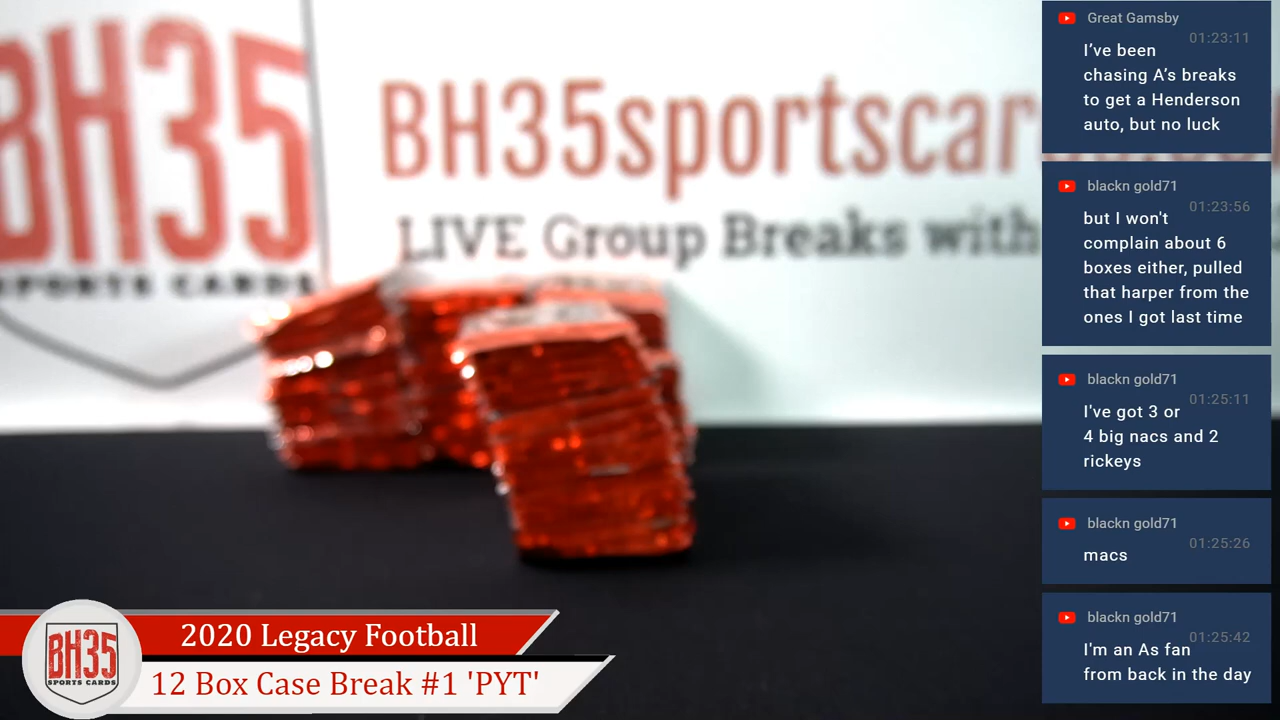 BH35
SPORTS CARDS
BH35sportscar
LIVE Group Breaks with
2020 Legacy Football
12 Box Case Break #1 'PYT'
BH35
SPORTS CARDS
Great Gamsby
01:23:11
I’ve been
chasing A’s breaks
to get a Henderson
auto, but no luck
blackn gold71
01:23:56
but I won't
complain about 6
boxes either, pulled
that harper from the
ones I got last time
blackn gold71
01:25:11
I've got 3 or
4 big nacs and 2
rickeys
blackn gold71
01:25:26
macs
blackn gold71
01:25:42
I'm an As fan
from back in the day